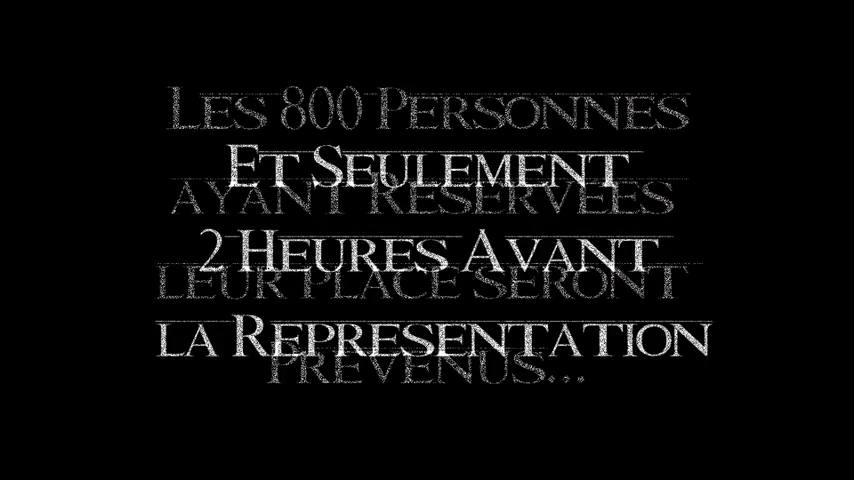 Les 800 Personnes
Et Seulement
ayant Reservees
2 Heures Avant
leur place seront
la Representation
prevenus...